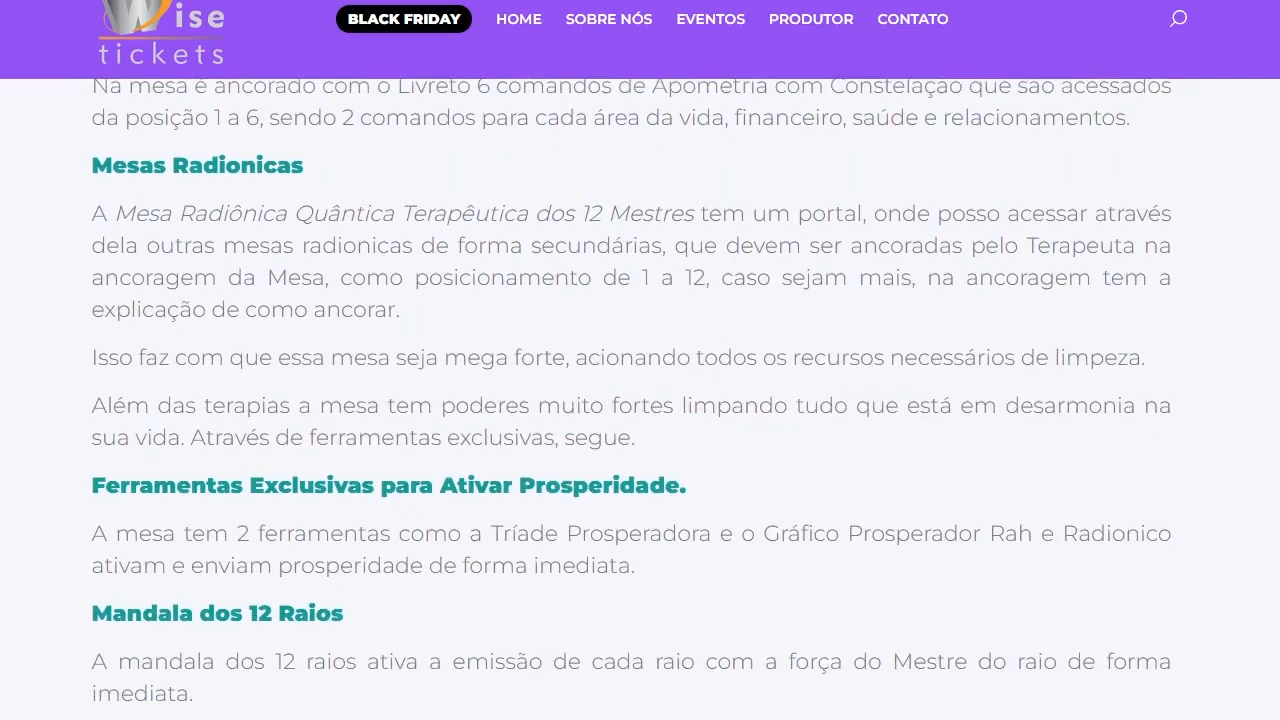 Wise
tickets
BLACK FRIDAY HOME SOBRE NÓS EVENTOS PRODUTOR CONTATO
Na mesa é ancorado com o Livreto 6 comandos de Apometria com Constelação que são acessados
da posição 1 a 6, sendo 2 comandos para cada área da vida, financeiro, saúde e relacionamentos.
Mesas Radionicas
A Mesa Radiônica Quântica Terapêutica dos 12 Mestres tem um portal, onde posso acessar através
dela outras mesas radionicas de forma secundárias, que devem ser ancoradas pelo Terapeuta na
ancoragem da Mesa, como posicionamento de 1 a 12, caso sejam mais, na ancoragem tem a
explicação de como ancorar.
Isso faz com que essa mesa seja mega forte, acionando todos os recursos necessários de limpeza.
Além das terapias a mesa tem poderes muito fortes limpando tudo que está em desarmonia na
sua vida. Através de ferramentas exclusivas, segue.
Ferramentas Exclusivas para Ativar Prosperidade.
A mesa tem 2 ferramentas como a Tríade Prosperadora e o Gráfico Prosperador Rah e Radionico
ativam e enviam prosperidade de forma imediata.
Mandala dos 12 Raios
A mandala dos 12 raios ativa a emissão de cada raio com a força do Mestre do raio de forma
imediata.